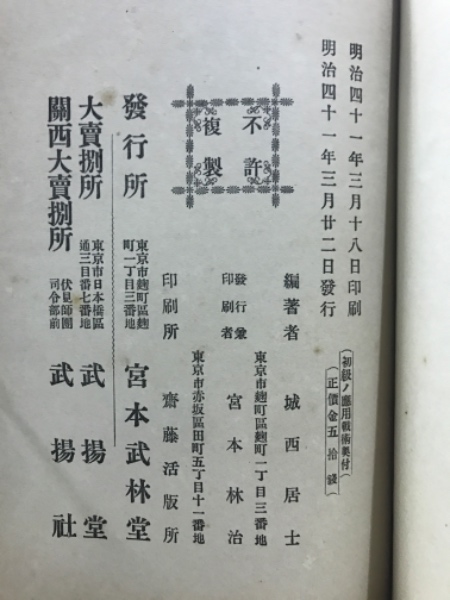 明治四十一年三月十八日印刷
明治四十一年三月廿二日發行
初級ノ應用戰術奧付
正價金五拾錢
不許
複製
編著者 城西居士
東京市麹町區麹町一丁目三番地
發行兼
印刷者 宮本林治
東京市赤坂區田町五丁目十一番地
印刷所 齋藤活版所
發行所 東京市麹町區麹
町一丁目三番地 宮本武林堂
大賣捌所 東京市日本橋區
通三目番七番地 武揚堂
關西大賣捌所 伏見師團
司令部前 武揚社